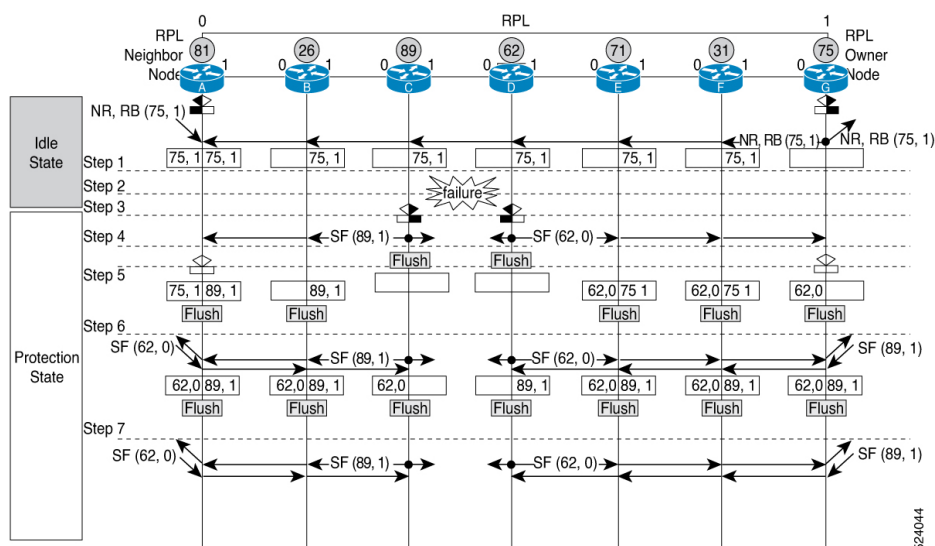 0 RPL 1
RPL Neighbor Node
81 26 89 62 71 31 75
RPL Owner Node
0 1 0 1 0 1 0 1 0 1 0 1 0
A B C D E F G
NR, RB (75, 1)
Idle State
NR, RB (75, 1) NR, RB (75, 1)
Step 1
75, 1 75, 1 75, 1 75, 1 75, 1 75, 1 75, 1
Step 2
failure
Step 3
Step 4
SF (89, 1) SF (62, 0)
Flush Flush
Step 5
75, 1 89, 1 89, 1 62,0 75 1 62,0 75 1 62,0
Flush Flush Flush Flush Flush
Step 6
Protection State
SF (62, 0) SF (89, 1) SF (62, 0) SF (89, 1)
62,0 89, 1 62,0 89, 1 62,0 89, 1 62,0 89, 1 62,0 89, 1 62,0 89, 1
Flush Flush Flush Flush Flush Flush Flush
Step 7
SF (62, 0) SF (89, 1) SF (62, 0) SF (89, 1)